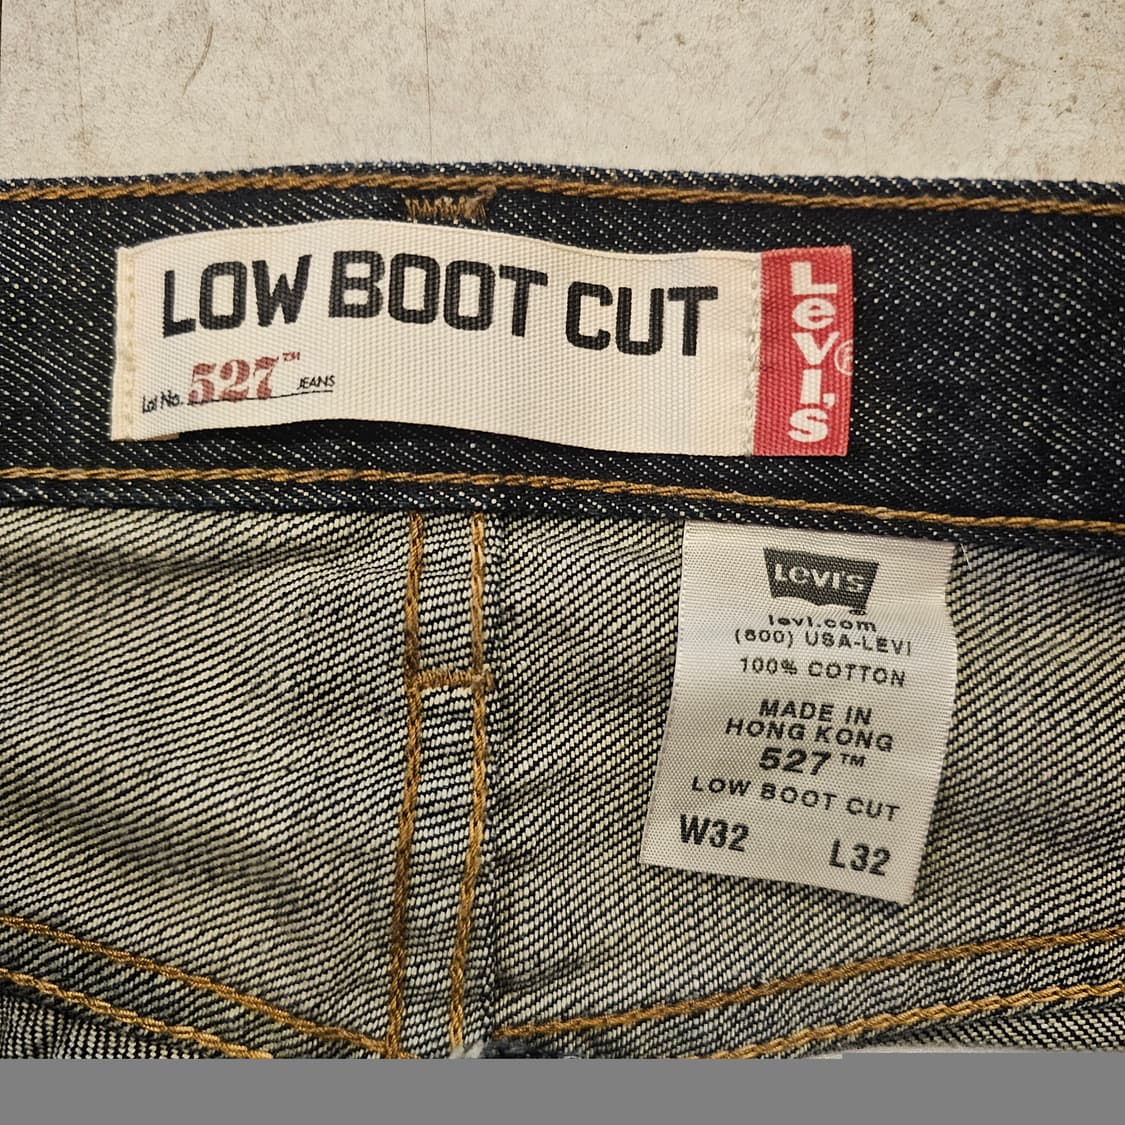 LOW BOOT CUT
Lot No. 527™ JEANS
Levi's®
LEVI'S
levi.com
(800) USA-LEVI
100% COTTON
MADE IN
HONG KONG
527™
LOW BOOT CUT
W32 L32